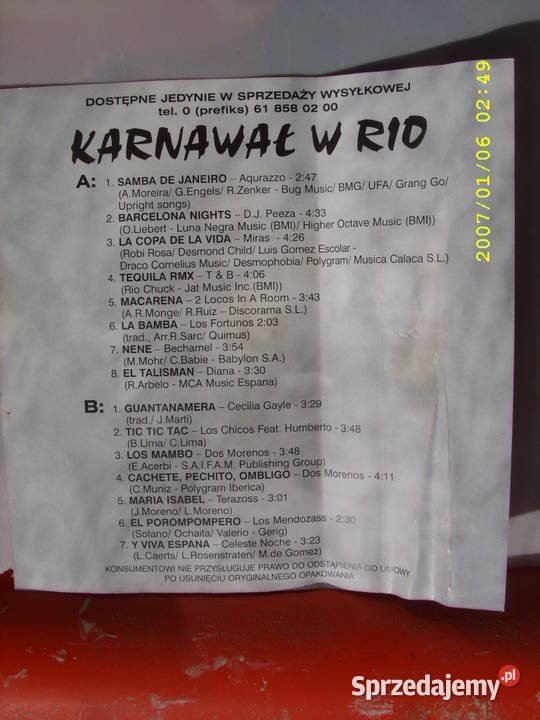 DOSTĘPNE JEDYNIE W SPRZEDAŻY WYSYŁKOWEJ
tel. 0 (prefiks) 61 858 02 00
KARNAWAŁ W RIO
A: 1. SAMBA DE JANEIRO – Aqurazzo - 2:47
(A.Moreira/ G.Engels/ R.Zenker - Bug Music/ BMG/ UFA/ Grang Go/
Upright songs)
2. BARCELONA NIGHTS – D.J. Peeza - 4:33
(O.Liebert - Luna Negra Music (BMI)/ Higher Octave Music (BMI))
3. LA COPA DE LA VIDA – Miras - 4:26
(Robi Rosa/ Desmond Child/ Luis Gomez Escolar -
Draco Cornelius Music/ Desmophobia/ Polygram/ Musica Calaca S.L.)
4. TEQUILA RMX – T & B - 4:06
(Rio Chuck - Jat Music Inc.(BMI))
5. MACARENA – 2 Locos In A Room - 3:43
(A.R.Monge/ R.Ruiz – Discorama S.L.)
6. LA BAMBA – Los Fortunos 2:03
(trad., Arr.R.Sarc/ Quimus)
7. NENE – Bechamel - 3:54
(M.Mohr/ C.Babie - Babylon S.A.)
8. EL TALISMAN – Diana - 3:30
(R.Arbelo - MCA Music Espana)
B: 1. GUANTANAMERA – Cecilia Gayle - 3:29
(trad./ J.Marti)
2. TIC TIC TAC – Los Chicos Feat. Humberto - 3:48
(B.Lima/ C.Lima)
3. LOS MAMBO – Dos Morenos - 3:48
(E.Acerbi - S.A.I.F.A.M. Publishing Group)
4. CACHETE, PECHITO, OMBLIGO – Dos Morenos - 4:11
(C.Muniz - Polygram Iberica)
5. MARIA ISABEL – Terazoss - 3:01
(J.Moreno/ L.Moreno)
6. EL POROMPOMPERO – Los Mendozass - 2:30
(Solano/ Ochaita/ Valerio - Gerig)
7. Y VIVA ESPANA – Celeste Noche - 3:23
(L.Caerts/ L.Rosenstraten/ M.de Gomez)
KONSUMENTOWI NIE PRZYSŁUGUJE PRAWO DO ODSTĄPIENIA OD UMOWY
PO USUNIĘCIU ORYGINALNEGO OPAKOWANIA
2007/01/06 02:49
Sprzedajemy.pl